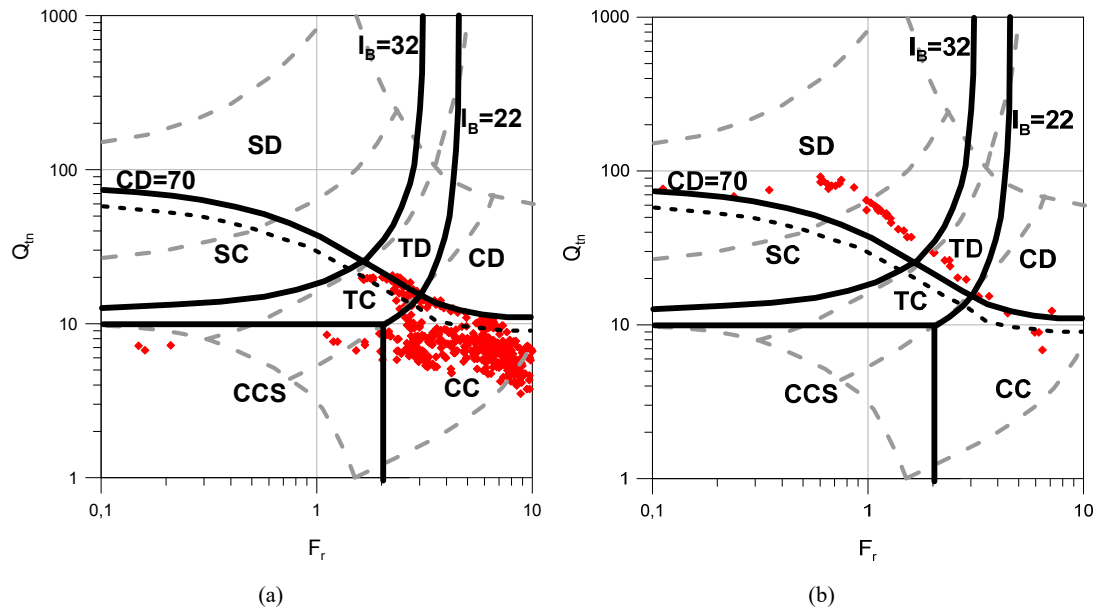 1000
100
10
1
Q_tn
0,1
1
10
F_r
I_B=32
I_B=22
SD
CD=70
SC
TD
CD
TC
CCS
CC
(a)
1000
100
10
1
Q_tn
0,1
1
10
F_r
I_B=32
I_B=22
SD
CD=70
SC
TD
CD
TC
CCS
CC
(b)